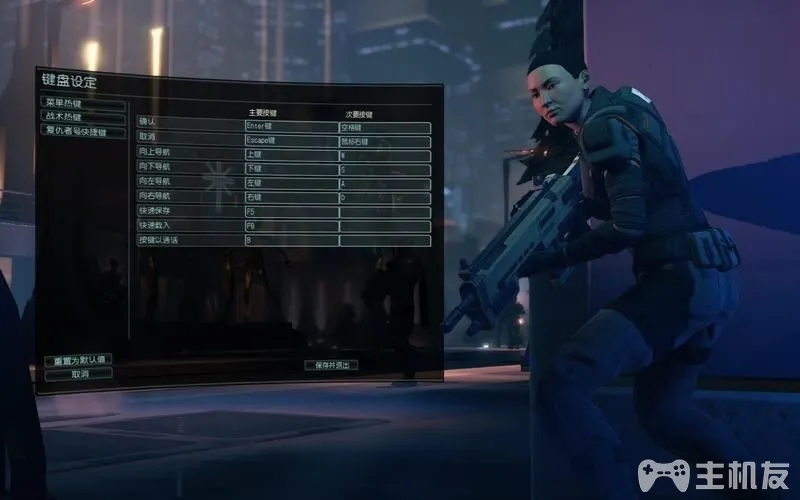 键盘设定
菜单热键
战术热键
复仇者号快捷键
主要按键 次要按键
确认 Enter键 空格键
取消 Escape键 鼠标右键
向上导航 上键 W
向下导航 下键 S
向左导航 左键 A
向右导航 右键 D
快速保存 F5
快速载入 F9
按键以通话 B
重置为默认值
取消
保存并退出
主机友